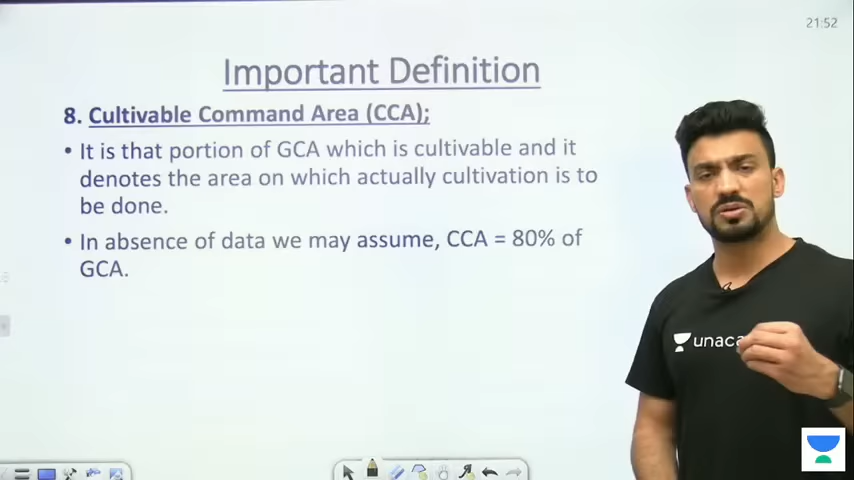 21:52
Important Definition
8. Cultivable Command Area (CCA);
• It is that portion of GCA which is cultivable and it
denotes the area on which actually cultivation is to
be done.
• In absence of data we may assume, CCA = 80% of
GCA.
unaca